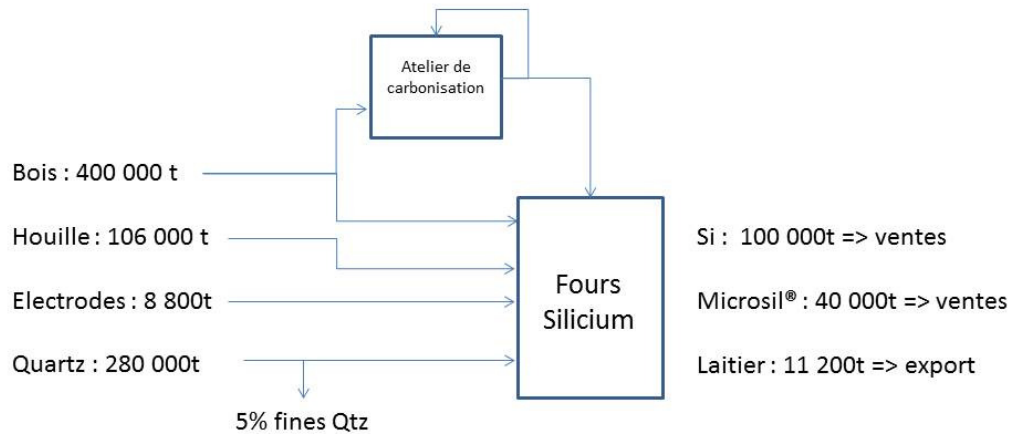 Atelier de
carbonisation
Bois : 400 000 t
Houille : 106 000 t
Electrodes : 8 800t
Quartz : 280 000t
5% fines Qtz
Fours
Silicium
Si : 100 000t => ventes
Microsil® : 40 000t => ventes
Laitier : 11 200t => export